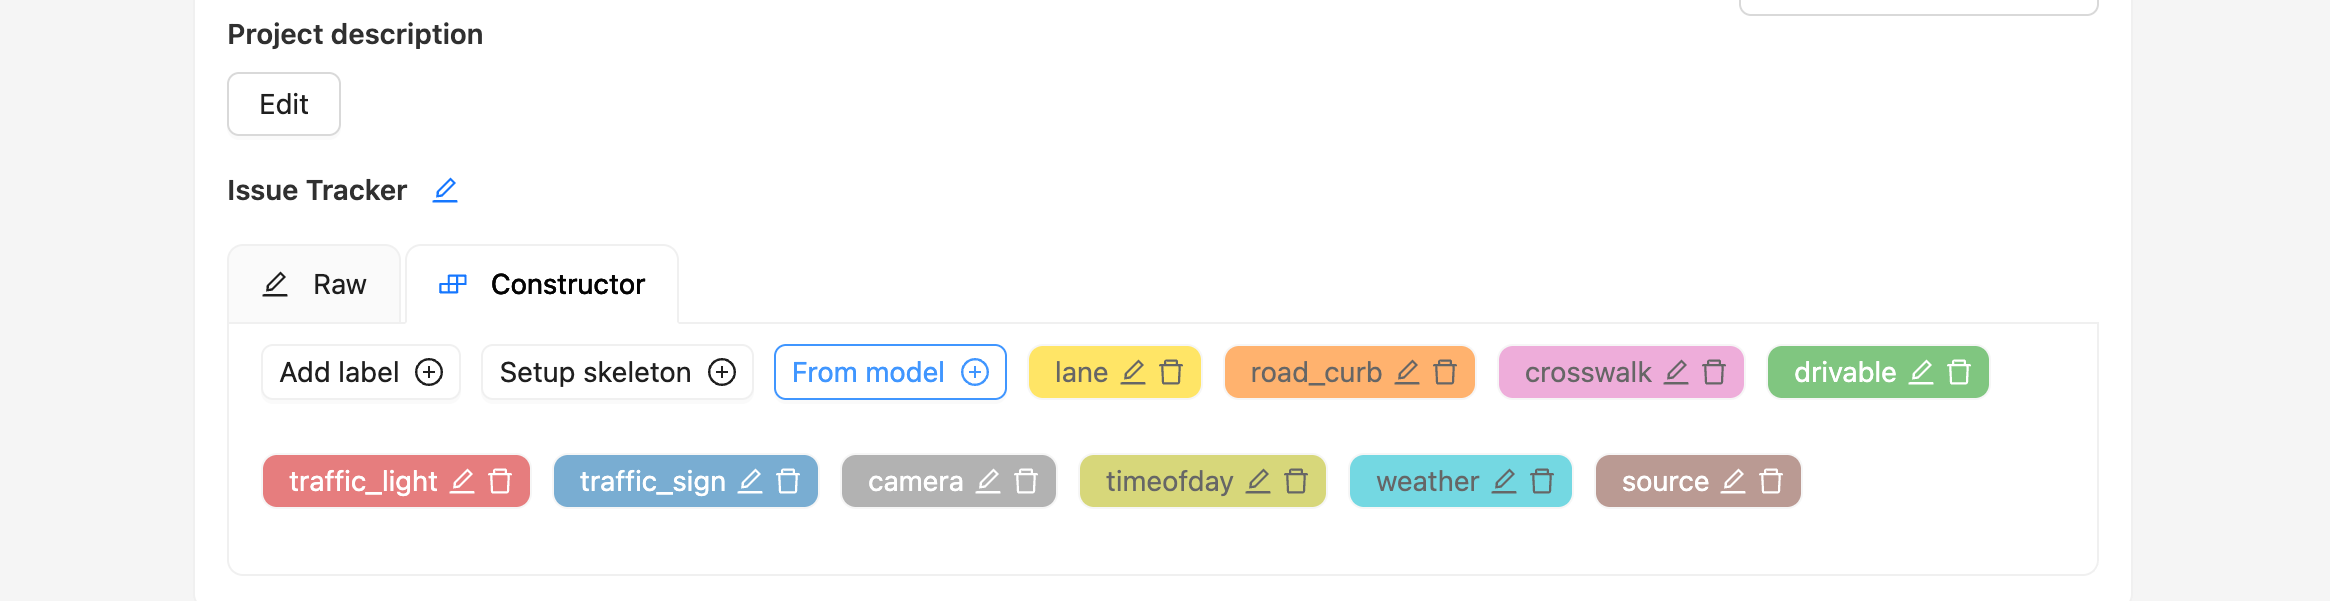 Project description
Edit
Issue Tracker
Raw Constructor
Add label Setup skeleton From model lane road_curb crosswalk drivable
traffic_light traffic_sign camera timeofday weather source